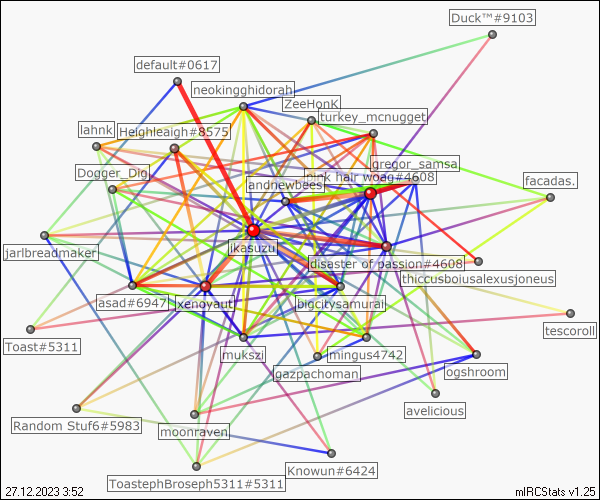 Duck™#9103
default#0617
neokingghidorah
ZeeHonK
turkey_mcnugget
lahnk
Heighleaigh#8575
gregor_samsa
Dogger_Dig
pink hair woag#4608
andnewbees
facadas.
ikasuzu
jarlbreadmaker
disaster of passion#4608
thiccusboiusalexusjoneus
asad#6947
xenoyaut
bigcitysamurai
tescoroll
Toast#5311
mukszi
mingus4742
gazpachoman
ogshroom
avelicious
Random Stuf6#5983
moonraven
Knowun#6424
ToastephBroseph5311#5311
27.12.2023 3:52
mIRCStats v1.25